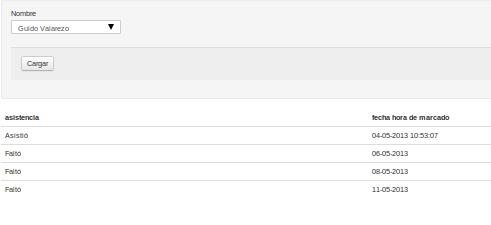 Nombre
Guido Valarezo
Cargar
asistencia fecha hora de marcado
Asistió 04-05-2013 10:53:07
Faltó 06-05-2013
Faltó 08-05-2013
Faltó 11-05-2013